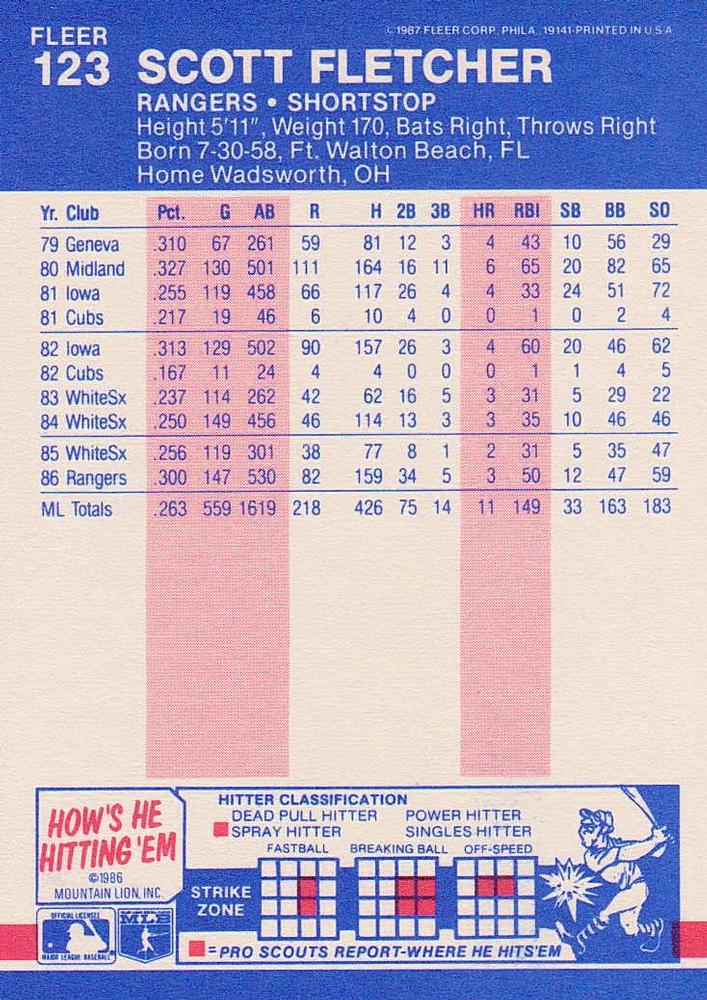 FLEER ©1987 FLEER CORP. PHILA. 19141-PRINTED IN U.S.A
123 SCOTT FLETCHER
RANGERS • SHORTSTOP
Height 5'11", Weight 170, Bats Right, Throws Right
Born 7-30-58, Ft. Walton Beach, FL
Home Wadsworth, OH
Yr. Club Pct. G AB R H 2B 3B HR RBI SB BB SO
79 Geneva .310 67 261 59 81 12 3 4 43 10 56 29
80 Midland .327 130 501 111 164 16 11 6 65 20 82 65
81 Iowa .255 119 458 66 117 26 4 4 33 24 51 72
81 Cubs .217 19 46 6 10 4 0 0 1 0 2 4
82 Iowa .313 129 502 90 157 26 3 4 60 20 46 62
82 Cubs .167 11 24 4 4 0 0 0 1 1 4 5
83 WhiteSx .237 114 262 42 62 16 5 3 31 5 29 22
84 WhiteSx .250 149 456 46 114 13 3 3 35 10 46 46
85 WhiteSx .256 119 301 38 77 8 1 2 31 5 35 47
86 Rangers .300 147 530 82 159 34 5 3 50 12 47 59
ML Totals .263 559 1619 218 426 75 14 11 149 33 163 183
HOW'S HE
HITTING 'EM
©1986
MOUNTAIN LION, INC.
OFFICIAL LICENSEE
MAJOR LEAGUE BASEBALL
MLB
HITTER CLASSIFICATION
DEAD PULL HITTER POWER HITTER
SPRAY HITTER SINGLES HITTER
FASTBALL BREAKING BALL OFF-SPEED
STRIKE
ZONE
=PRO SCOUTS REPORT-WHERE HE HITS'EM